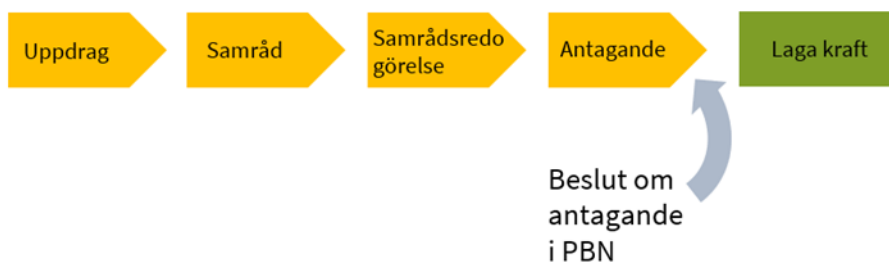 Uppdrag
Samråd
Samrådsredo
görelse
Antagande
Laga kraft
Beslut om
antagande
i PBN